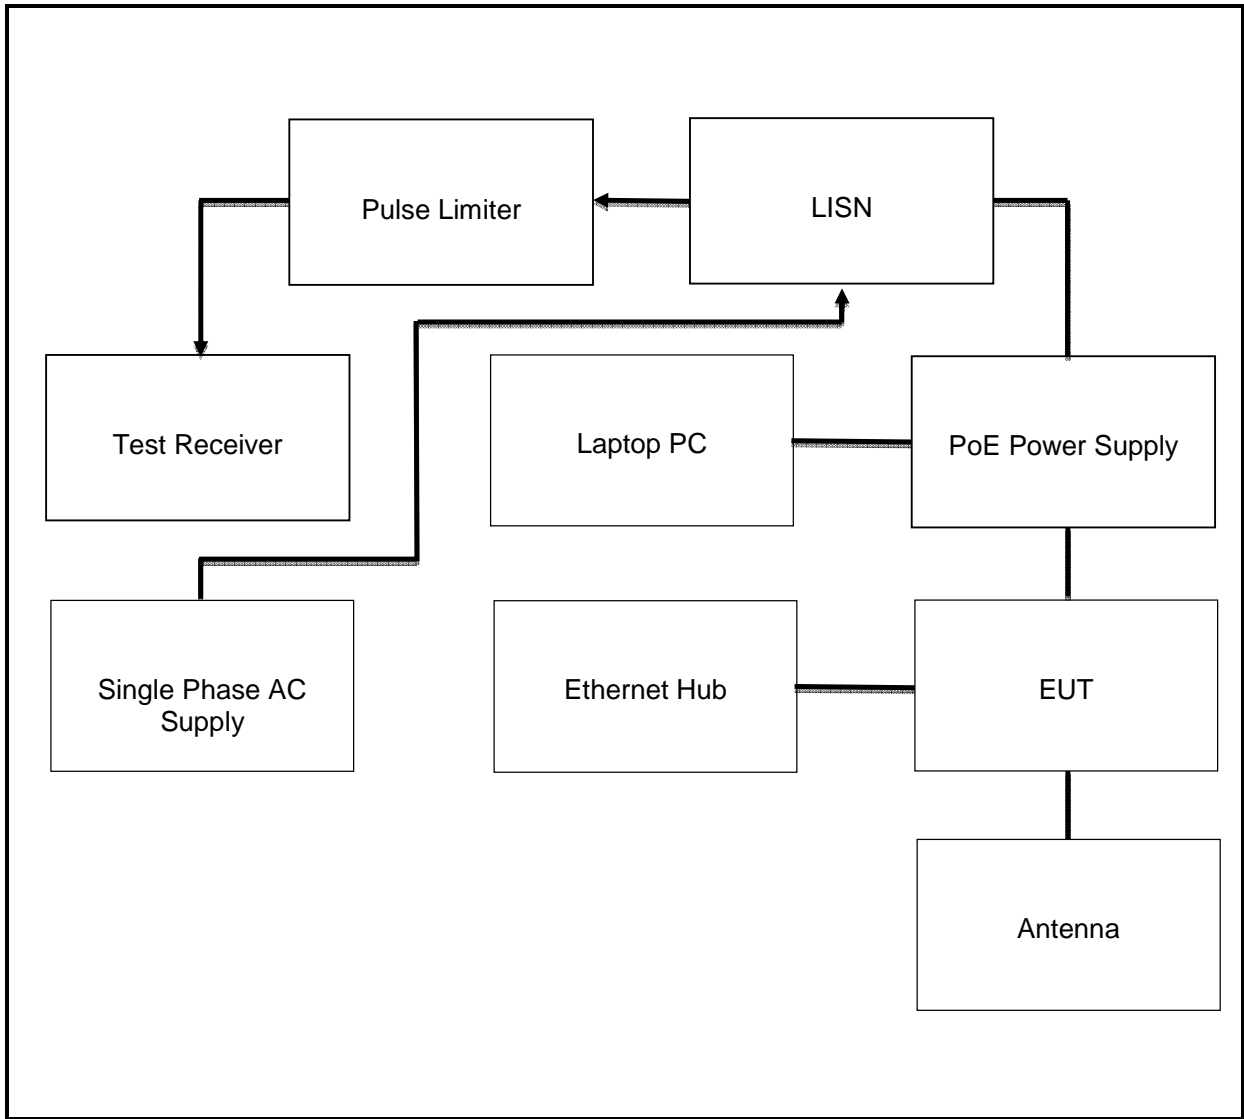 Pulse Limiter
LISN
Test Receiver
Laptop PC
PoE Power Supply
Single Phase AC
Supply
Ethernet Hub
EUT
Antenna